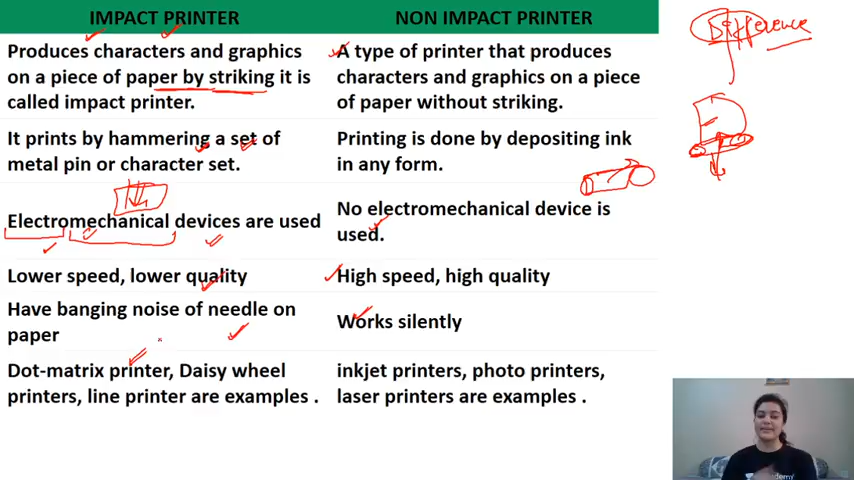 IMPACT PRINTER
NON IMPACT PRINTER
Difference
Produces characters and graphics
on a piece of paper by striking it is
called impact printer.
A type of printer that produces
characters and graphics on a piece
of paper without striking.
It prints by hammering a set of
metal pin or character set.
Printing is done by depositing ink
in any form.
Electromechanical devices are used
No electromechanical device is
used.
Lower speed, lower quality
High speed, high quality
Have banging noise of needle on
paper
Works silently
Dot-matrix printer, Daisy wheel
printers, line printer are examples .
inkjet printers, photo printers,
laser printers are examples .